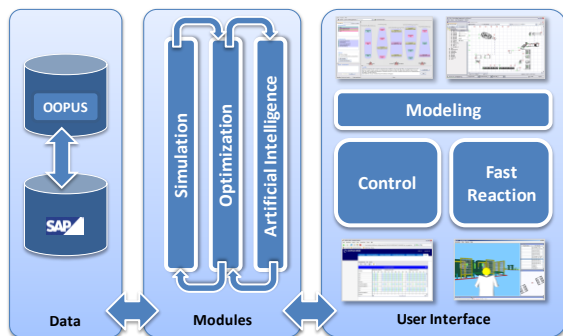 OOPUS
SAP
Data
Simulation
Optimization
Artificial Intelligence
Modules
Modeling
Control
Fast
Reaction
User Interface